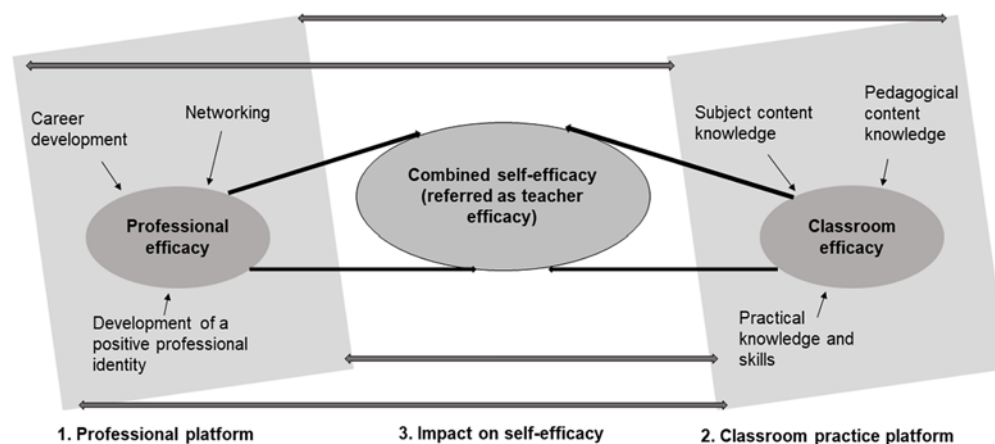 Career
development
Networking
Professional
efficacy
Development of a
positive professional
identity
Combined self-efficacy
(referred as teacher
efficacy)
Subject content
knowledge
Pedagogical
content
knowledge
Classroom
efficacy
Practical
knowledge and
skills
1. Professional platform
3. Impact on self-efficacy
2. Classroom practice platform